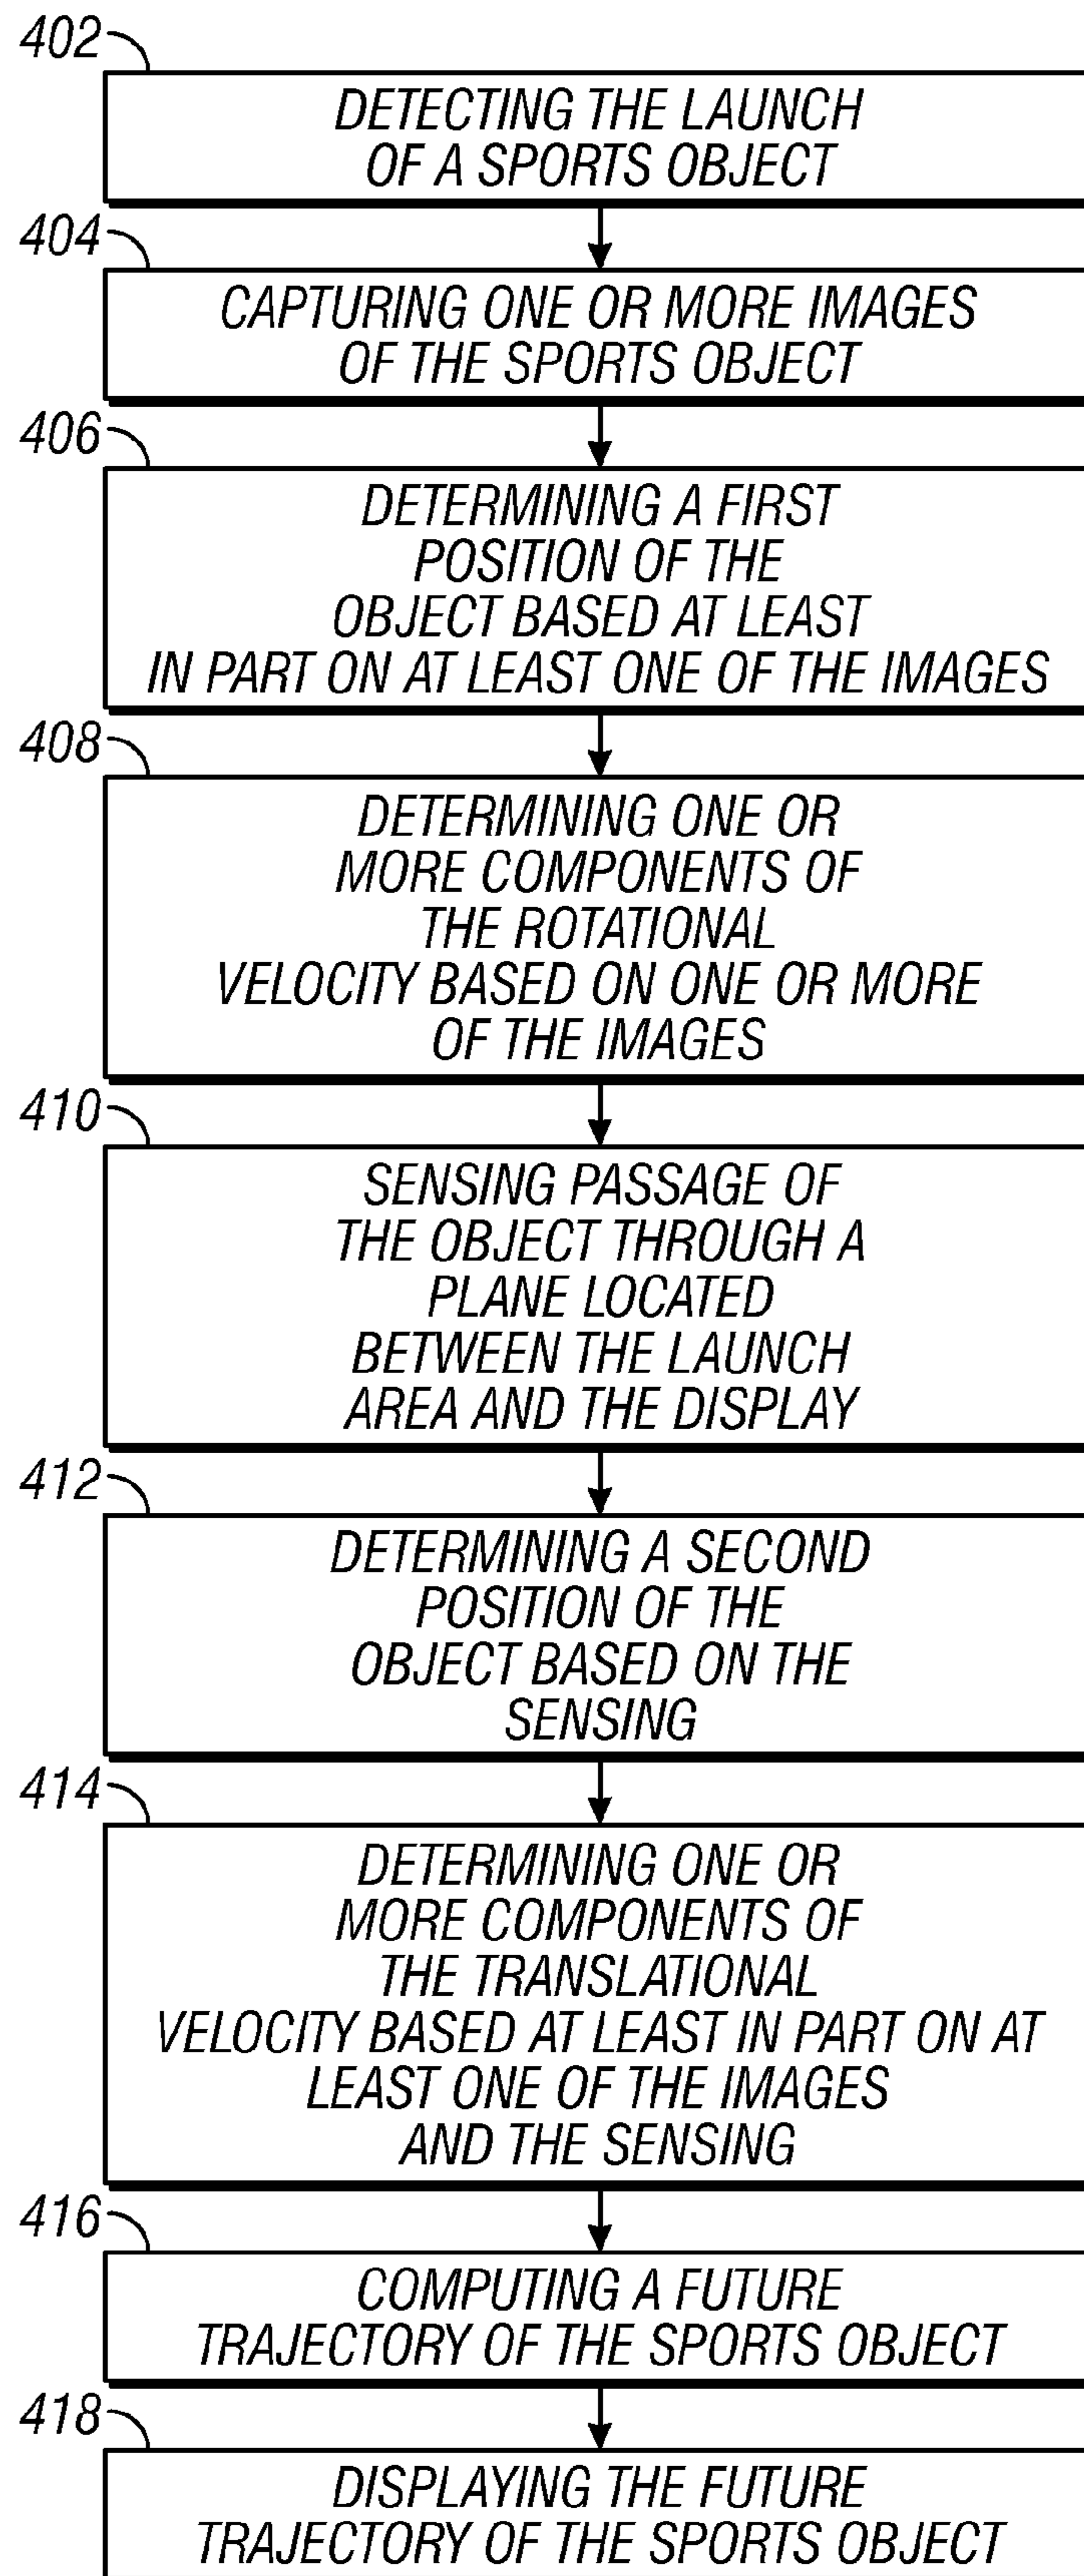 402
DETECTING THE LAUNCH
OF A SPORTS OBJECT
404
CAPTURING ONE OR MORE IMAGES
OF THE SPORTS OBJECT
406
DETERMINING A FIRST
POSITION OF THE
OBJECT BASED AT LEAST
IN PART ON AT LEAST ONE OF THE IMAGES
408
DETERMINING ONE OR
MORE COMPONENTS OF
THE ROTATIONAL
VELOCITY BASED ON ONE OR MORE
OF THE IMAGES
410
SENSING PASSAGE OF
THE OBJECT THROUGH A
PLANE LOCATED
BETWEEN THE LAUNCH
AREA AND THE DISPLAY
412
DETERMINING A SECOND
POSITION OF THE
OBJECT BASED ON THE
SENSING
414
DETERMINING ONE OR
MORE COMPONENTS OF
THE TRANSLATIONAL
VELOCITY BASED AT LEAST IN PART ON AT
LEAST ONE OF THE IMAGES
AND THE SENSING
416
COMPUTING A FUTURE
TRAJECTORY OF THE SPORTS OBJECT
418
DISPLAYING THE FUTURE
TRAJECTORY OF THE SPORTS OBJECT